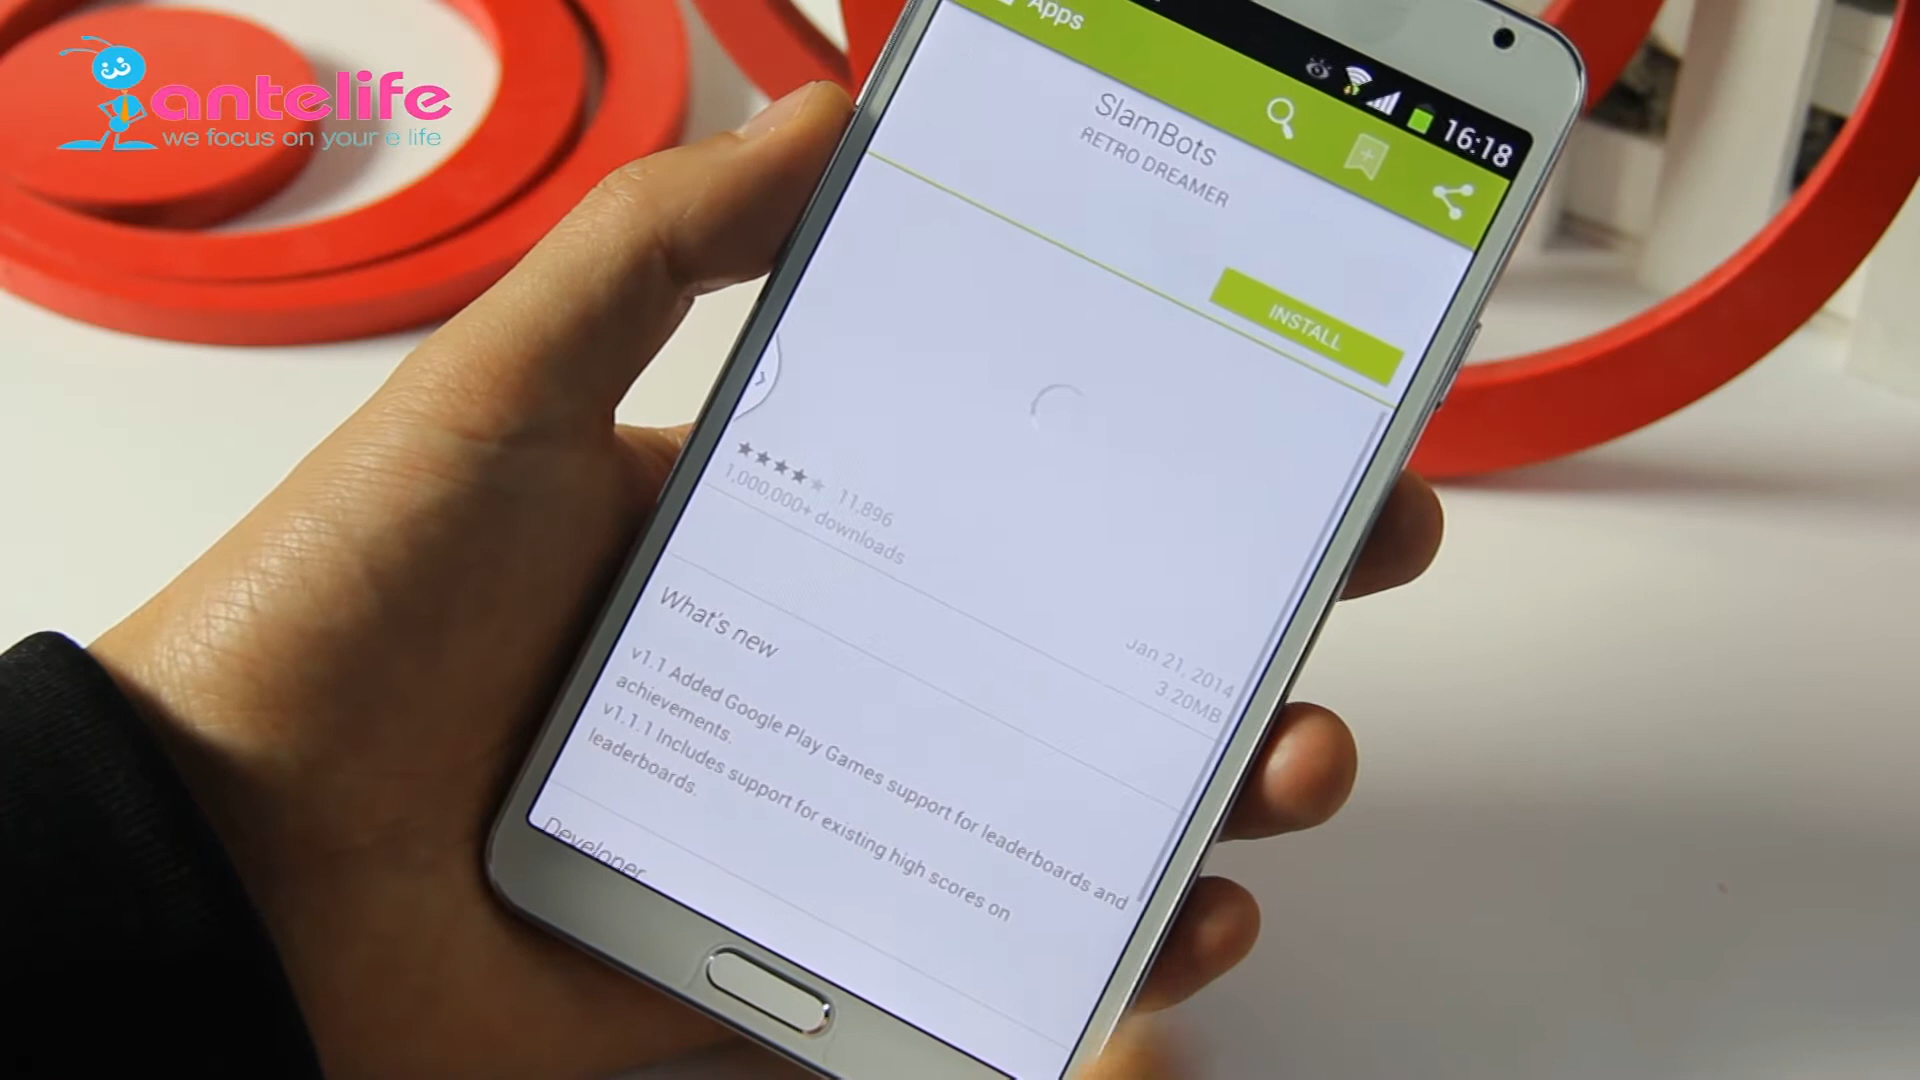 antelife
we focus on your e life
Apps
16:18
SlamBots
RETRO DREAMER
INSTALL
11,896
1,000,000+ downloads
Jan 21, 2014
3.20MB
What's new
v1.1 Added Google Play Games support for leaderboards and
achievements.
v1.1.1 Includes support for existing high scores on
leaderboards.
Developer